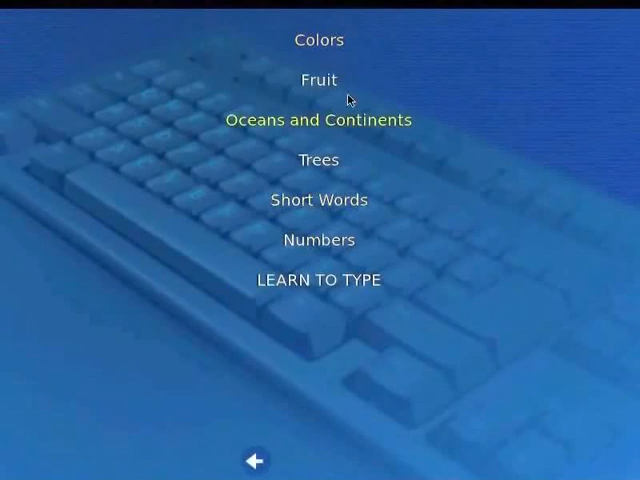 Colors
Fruit
Oceans and Continents
Trees
Short Words
Numbers
LEARN TO TYPE